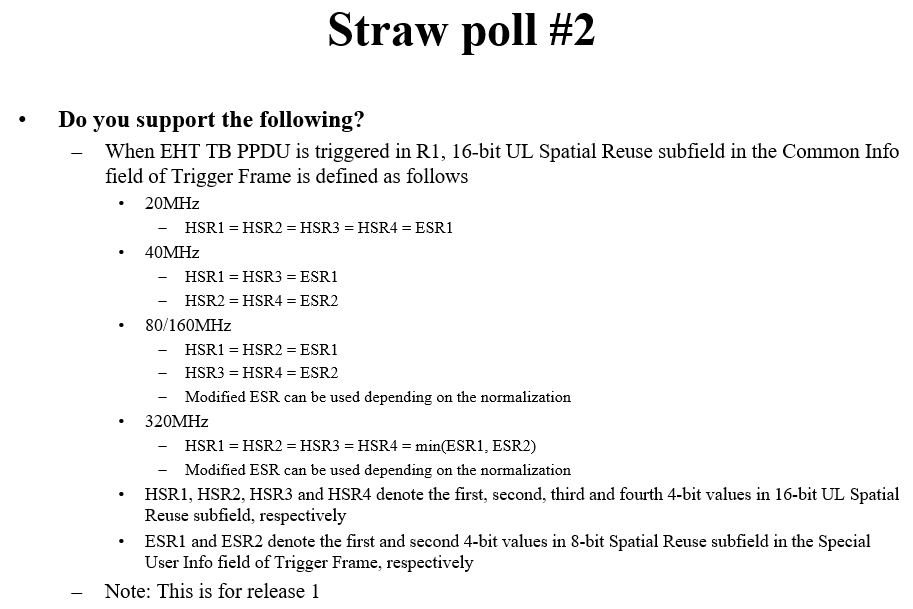 Straw poll #2
• Do you support the following?
– When EHT TB PPDU is triggered in R1, 16-bit UL Spatial Reuse subfield in the Common Info
field of Trigger Frame is defined as follows
• 20MHz
– HSR1 = HSR2 = HSR3 = HSR4 = ESR1
• 40MHz
– HSR1 = HSR3 = ESR1
– HSR2 = HSR4 = ESR2
• 80/160MHz
– HSR1 = HSR2 = ESR1
– HSR3 = HSR4 = ESR2
– Modified ESR can be used depending on the normalization
• 320MHz
– HSR1 = HSR2 = HSR3 = HSR4 = min(ESR1, ESR2)
– Modified ESR can be used depending on the normalization
• HSR1, HSR2, HSR3 and HSR4 denote the first, second, third and fourth 4-bit values in 16-bit UL Spatial
Reuse subfield, respectively
• ESR1 and ESR2 denote the first and second 4-bit values in 8-bit Spatial Reuse subfield in the Special
User Info field of Trigger Frame, respectively
– Note: This is for release 1